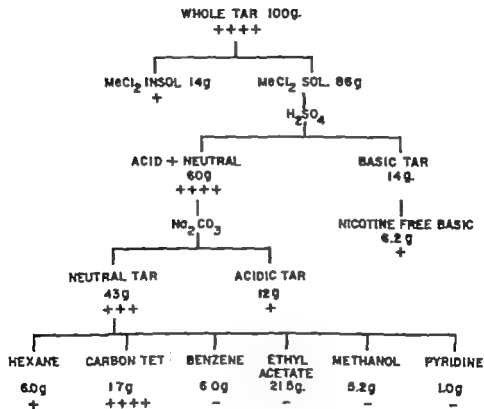 WHOLE TAR 100g.
++++
MeCl2 INSOL 14g
+
MeCl2 SOL. 86g
H2SO4
ACID + NEUTRAL
60g
++++
BASIC TAR
14g.
Na2CO3
NICOTINE FREE BASIC
6.2g
+
NEUTRAL TAR
43g
+++
ACIDIC TAR
12g
+
HEXANE CARBON TET BENZENE ETHYL ACETATE METHANOL PYRIDINE
6.0g 17g 6.0g 21.5g. 5.2g 1.0g
+ ++++ – – – –